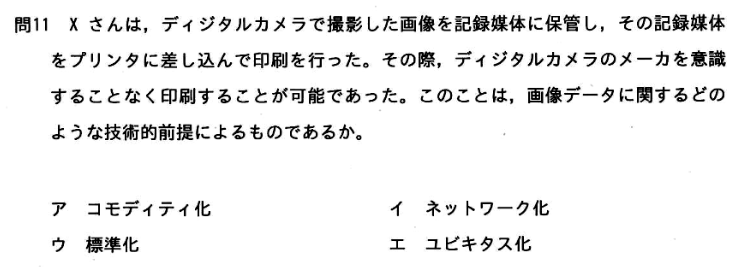 問11 X さんは，ディジタルカメラで撮影した画像を記録媒体に保管し，その記録媒体
をプリンタに差し込んで印刷を行った。その際，ディジタルカメラのメーカを意識
することなく印刷することが可能であった。このことは，画像データに関するどの
ような技術的前提によるものであるか。
ア コモディティ化 イ ネットワーク化
ウ 標準化 エ ユビキタス化